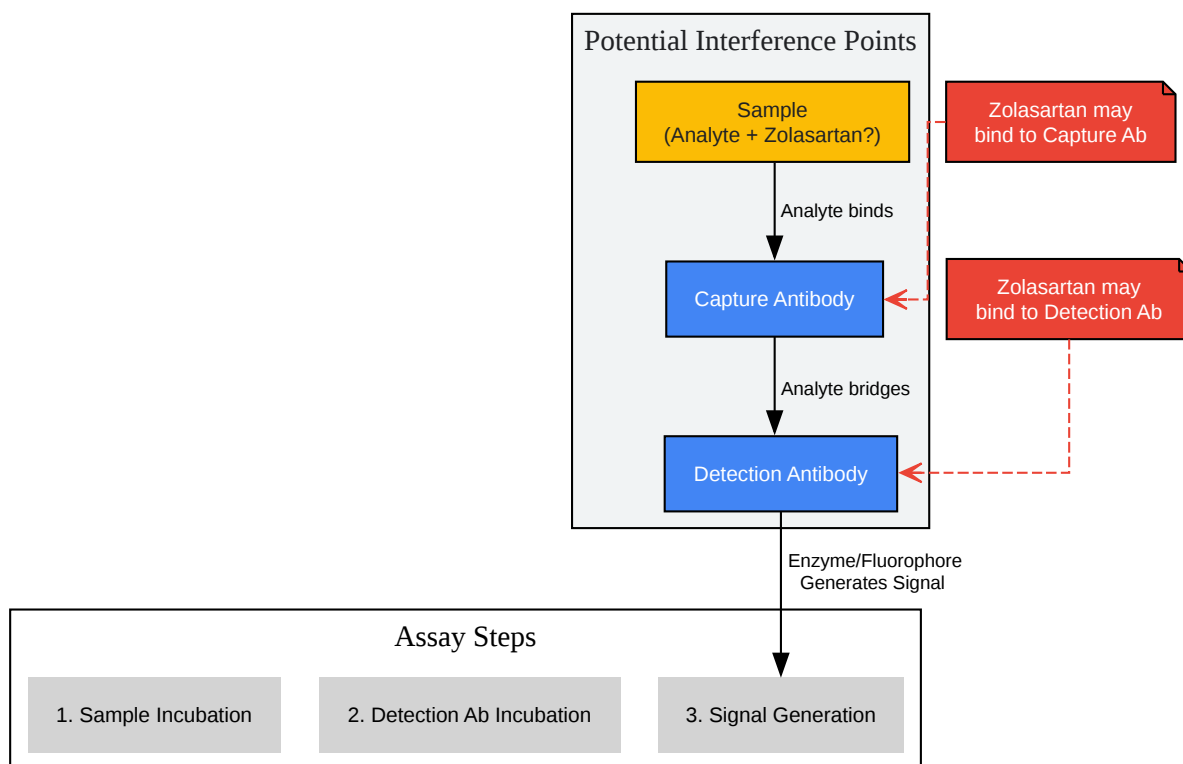 Potential Interference Points
Sample
(Analyte + Zolasartan?)
Zolasartan may
bind to Capture Ab
Analyte binds
Capture Antibody
Zolasartan may
bind to Detection Ab
Analyte bridges
Detection Antibody
Enzyme/Fluorophore
Generates Signal
Assay Steps
1. Sample Incubation
2. Detection Ab Incubation
3. Signal Generation